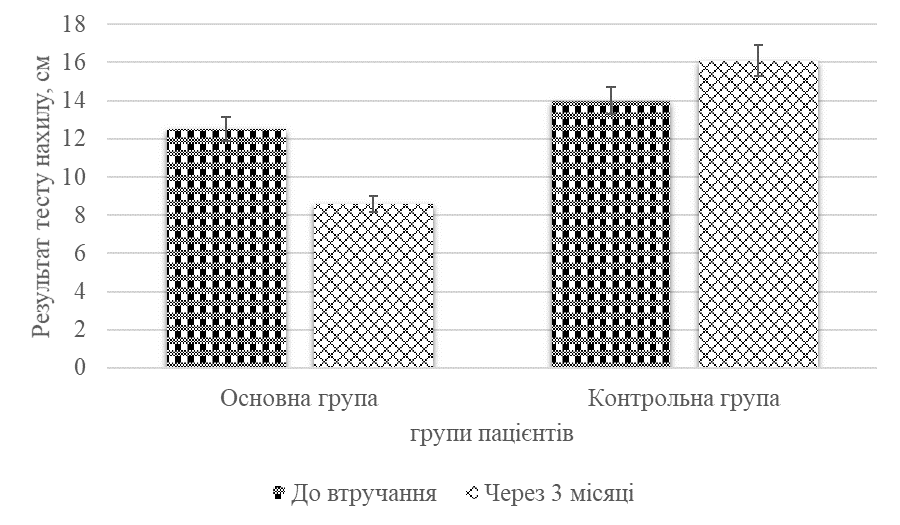 Результат тесту нахилу, см
18
16
14
12
10
8
6
4
2
0
Основна група
Контрольна група
групи пацієнтів
До втручання
Через 3 місяці